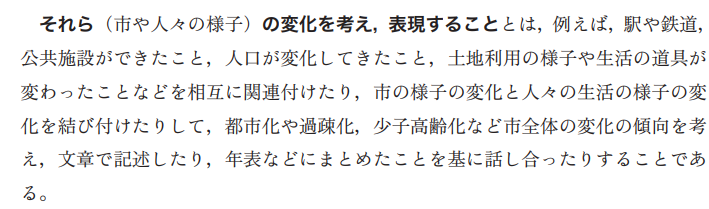 それら（市や人々の様子）の変化を考え，表現することとは，例えば，駅や鉄道，
公共施設ができたこと，人口が変化してきたこと，土地利用の様子や生活の道具が
変わったことなどを相互に関連付けたり，市の様子の変化と人々の生活の様子の変
化を結び付けたりして，都市化や過疎化，少子高齢化など市全体の変化の傾向を考
え，文章で記述したり，年表などにまとめたことを基に話し合ったりすることであ
る。